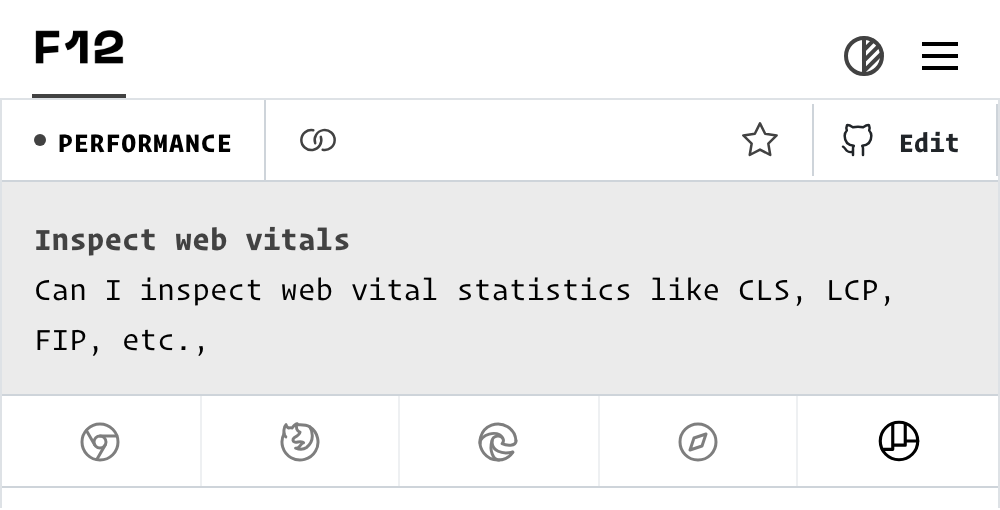 F12
PERFORMANCE
Edit
Inspect web vitals
Can I inspect web vital statistics like CLS, LCP,
FIP, etc.,